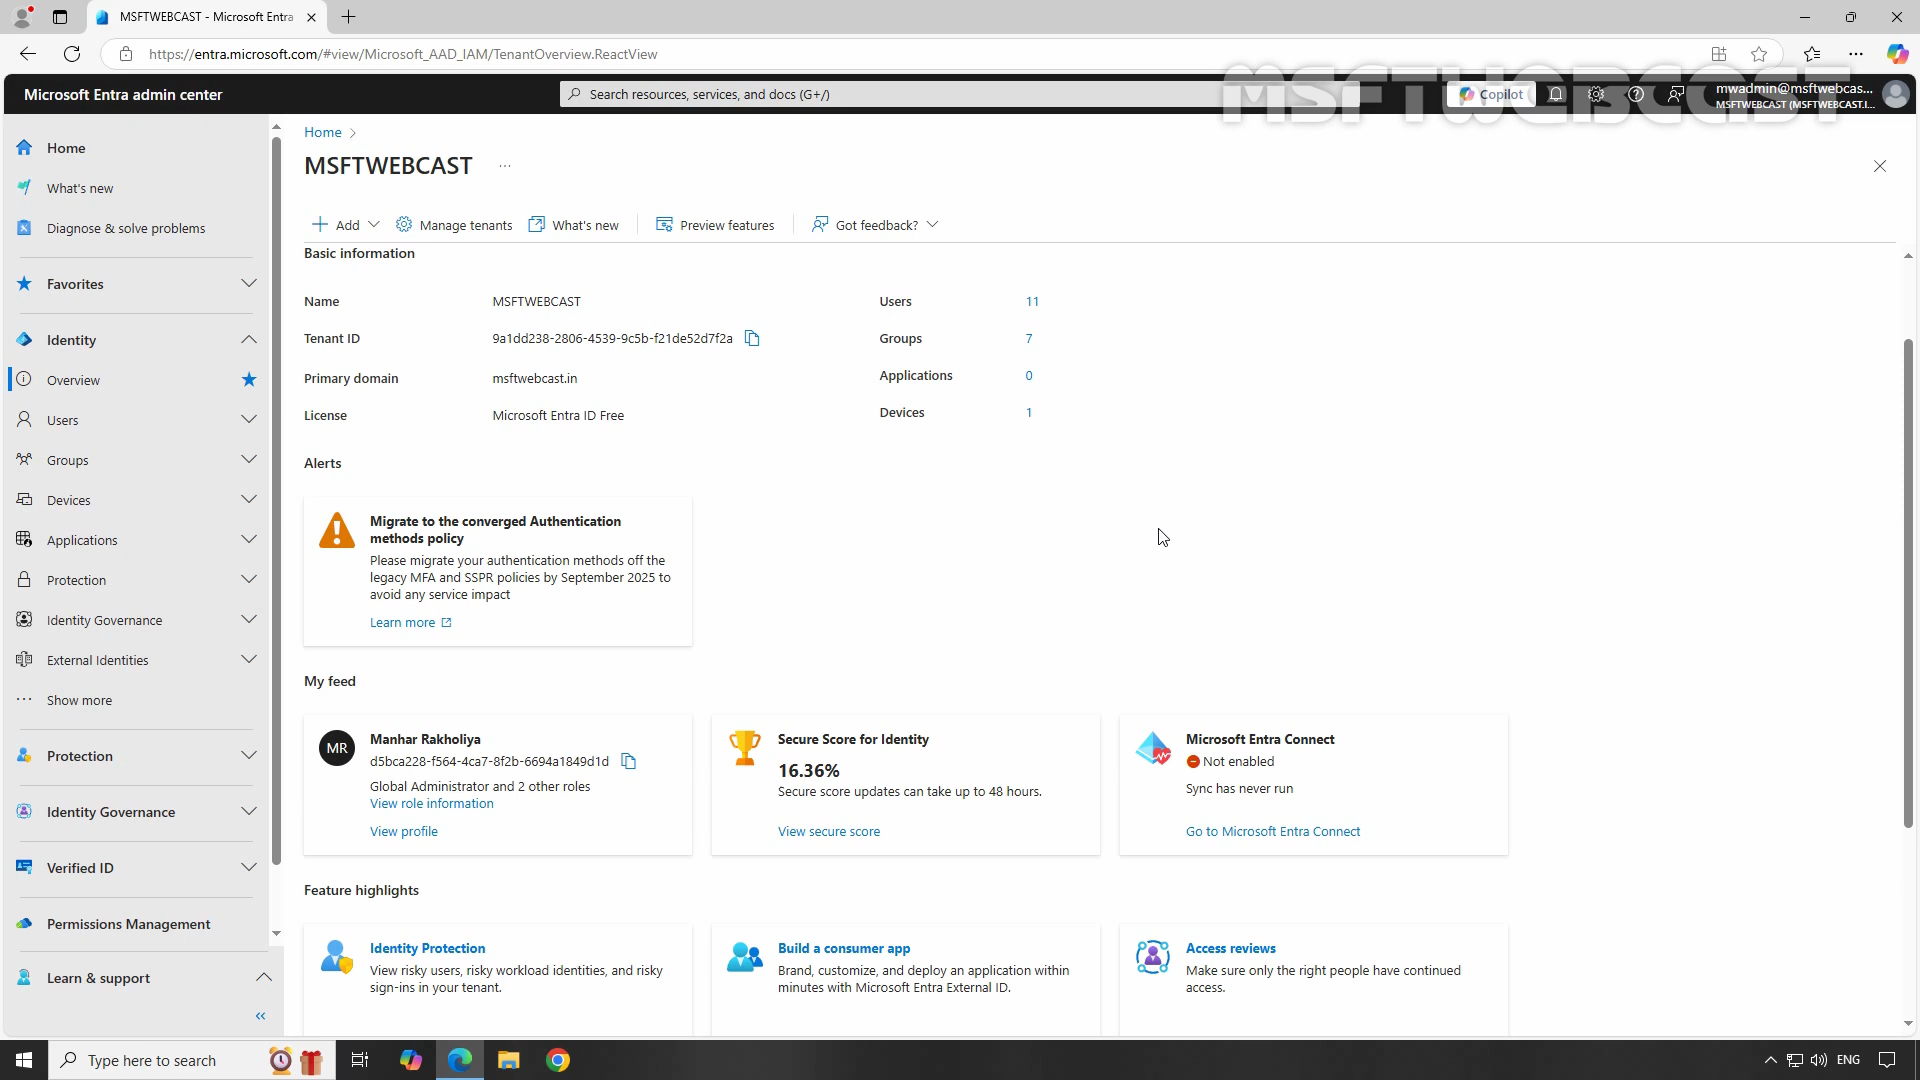 MSFTWEBCAST - Microsoft Entra
https://entra.microsoft.com/#view/Microsoft_AAD_IAM/TenantOverview.ReactView
MSFTWEBCAST
Microsoft Entra admin center
Search resources, services, and docs (G+/)
Copilot
mwadmin@msftwebcas...
MSFTWEBCAST (MSFTWEBCAST.I...
Home
What's new
Diagnose & solve problems
Favorites
Identity
Overview
Users
Groups
Devices
Applications
Protection
Identity Governance
External Identities
Show more
Protection
Identity Governance
Verified ID
Permissions Management
Learn & support
Home
MSFTWEBCAST
Add
Manage tenants
What's new
Preview features
Got feedback?
Basic information
Name MSFTWEBCAST Users 11
Tenant ID 9a1dd238-2806-4539-9c5b-f21de52d7f2a Groups 7
Primary domain msftwebcast.in Applications 0
License Microsoft Entra ID Free Devices 1
Alerts
Migrate to the converged Authentication
methods policy
Please migrate your authentication methods off the
legacy MFA and SSPR policies by September 2025 to
avoid any service impact
Learn more
My feed
MR
Manhar Rakholiya
d5bca228-f564-4ca7-8f2b-6694a1849d1d
Global Administrator and 2 other roles
View role information
View profile
Secure Score for Identity
16.36%
Secure score updates can take up to 48 hours.
View secure score
Microsoft Entra Connect
Not enabled
Sync has never run
Go to Microsoft Entra Connect
Feature highlights
Identity Protection
View risky users, risky workload identities, and risky
sign-ins in your tenant.
Build a consumer app
Brand, customize, and deploy an application within
minutes with Microsoft Entra External ID.
Access reviews
Make sure only the right people have continued
access.
Type here to search
ENG